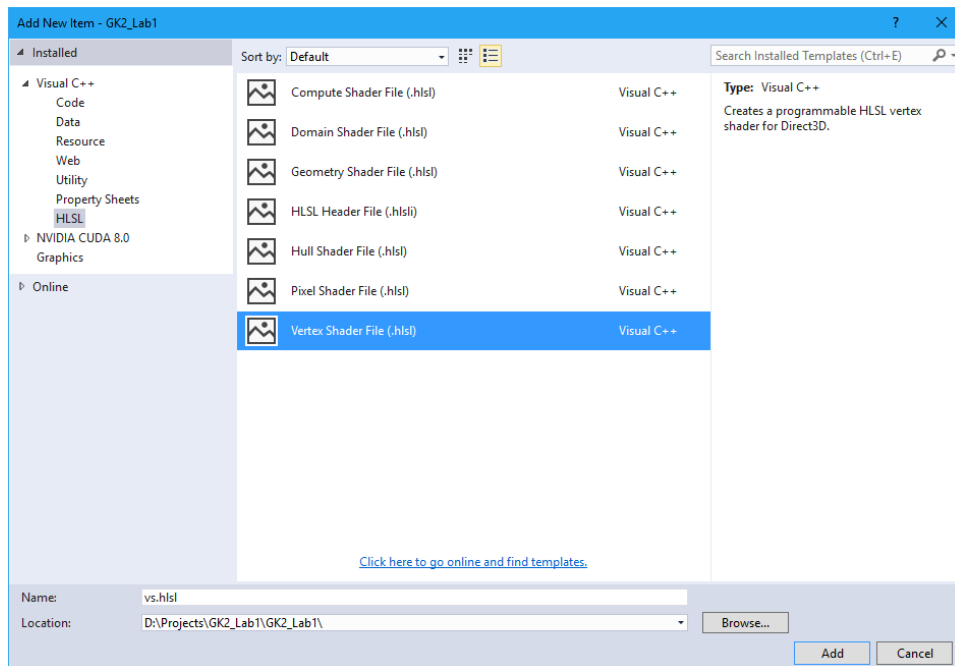 Add New Item - GK2_Lab1
?
Installed
Sort by: Default
Search Installed Templates (Ctrl+E)
Visual C++
Code
Data
Resource
Web
Utility
Property Sheets
HLSL
NVIDIA CUDA 8.0
Graphics
Online
Compute Shader File (.hlsl) Visual C++
Domain Shader File (.hlsl) Visual C++
Geometry Shader File (.hlsl) Visual C++
HLSL Header File (.hlsli) Visual C++
Hull Shader File (.hlsl) Visual C++
Pixel Shader File (.hlsl) Visual C++
Vertex Shader File (.hlsl) Visual C++
Type: Visual C++
Creates a programmable HLSL vertex
shader for Direct3D.
Click here to go online and find templates.
Name: vs.hlsl
Location: D:\Projects\GK2_Lab1\GK2_Lab1\
Browse...
Add Cancel